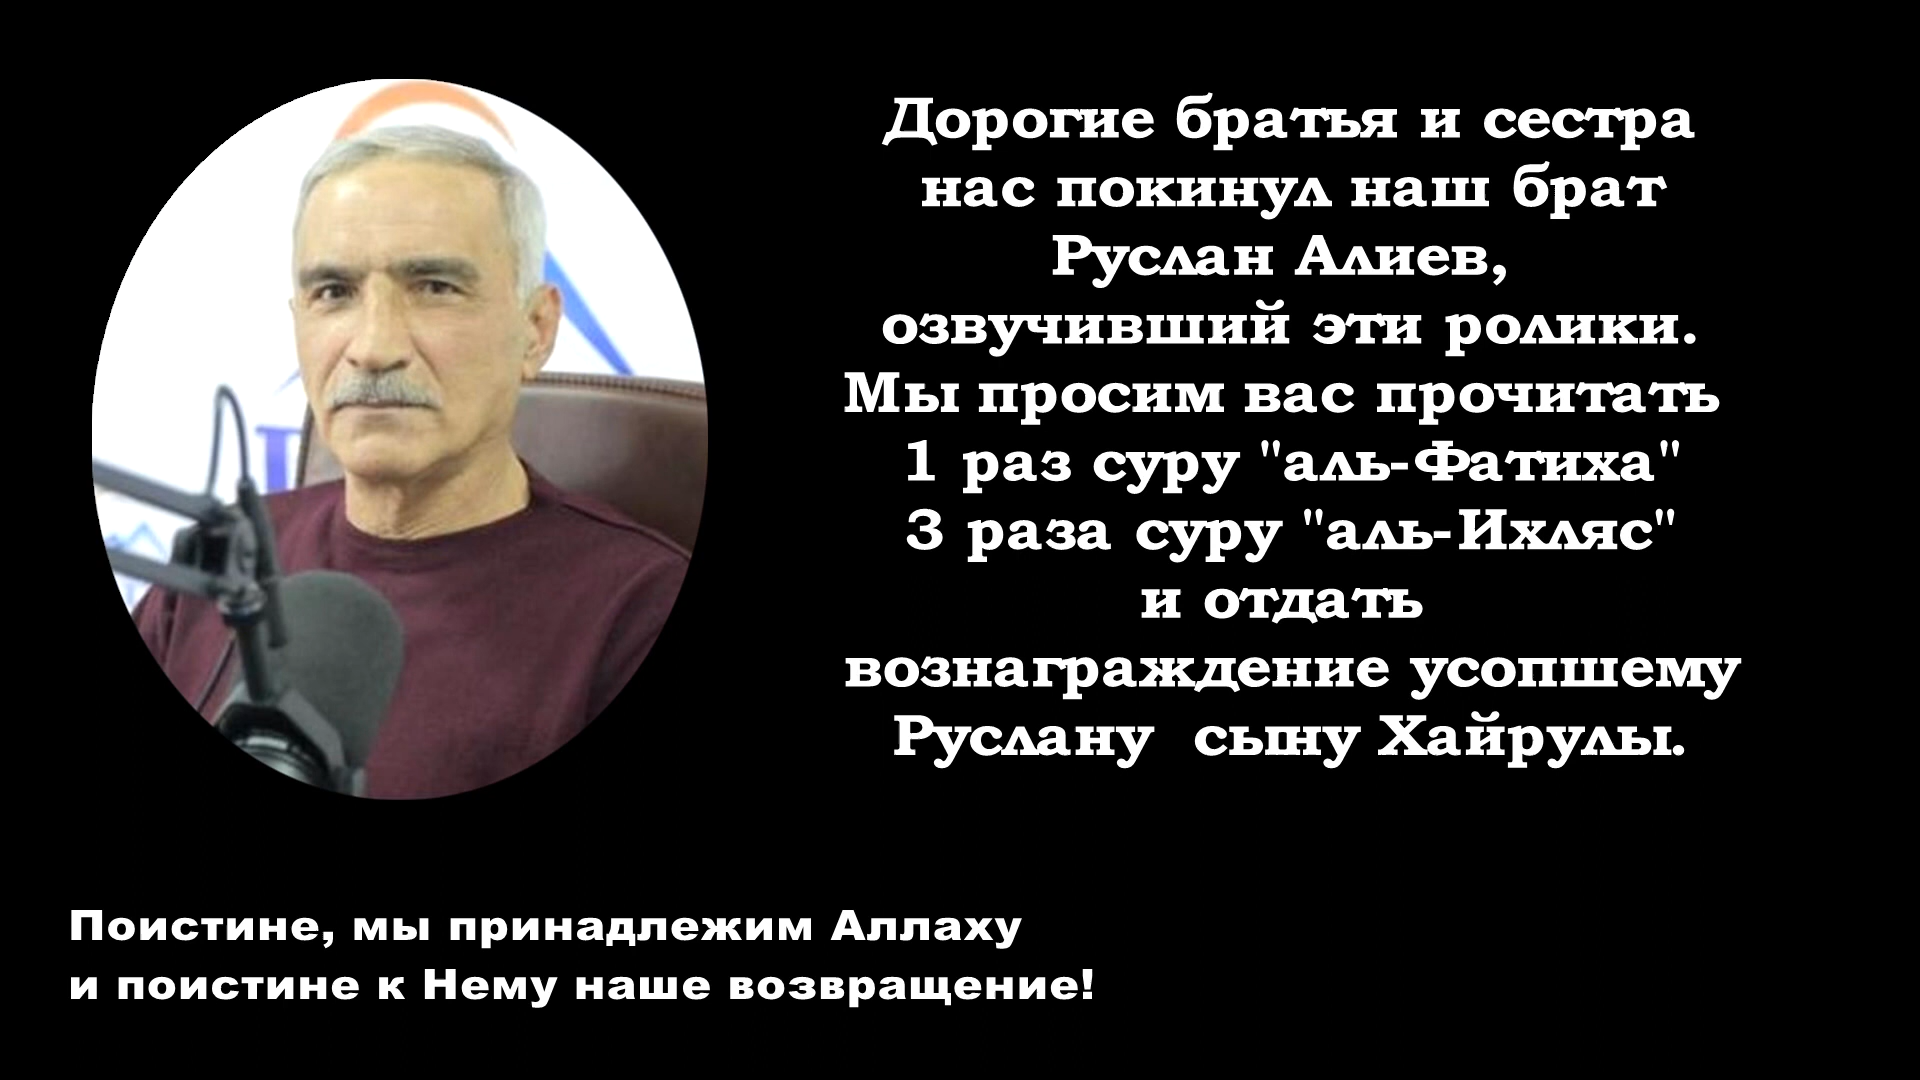 Дорогие братья и сестра
нас покинул наш брат
Руслан Алиев,
озвучивший эти ролики.
Мы просим вас прочитать
1 раз суру "аль-Фатиха"
3 раза суру "аль-Ихляс"
и отдать
вознаграждение усопшему
Руслану сыну Хайрулы.
Поистине, мы принадлежим Аллаху
и поистине к Нему наше возвращение!